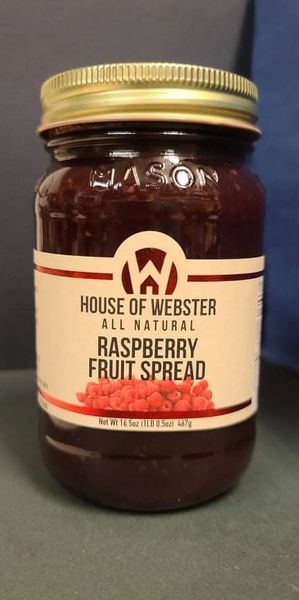 MASON
W
HOUSE OF WEBSTER
ALL NATURAL
RASPBERRY
FRUIT SPREAD
Net Wt 16.5oz (1LB 0.5oz) 467g